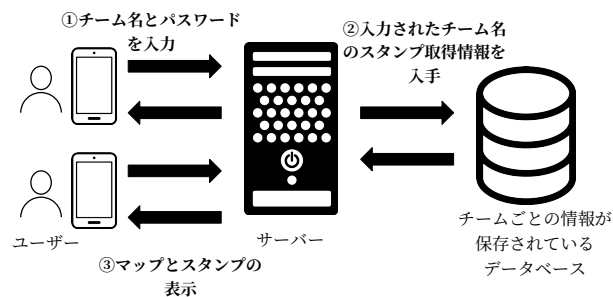 ①チーム名とパスワード
を入力
②入力されたチーム名
のスタンプ取得情報を
入手
ユーザー
サーバー
チームごとの情報が
保存されている
データベース
③マップとスタンプの
表示